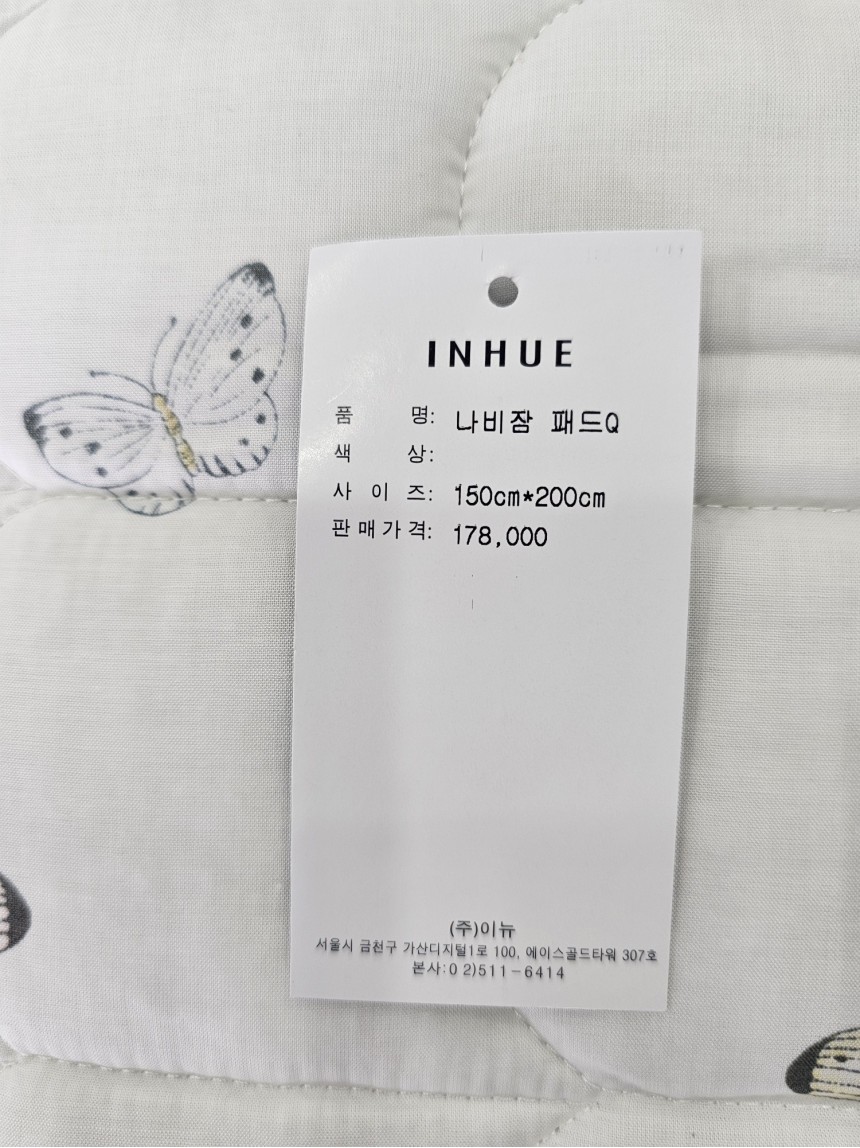 INHUE
품 명: 나비잠 패드Q
색 상:
사 이 즈: 150cm*200cm
판매가격: 178,000
(주)이뉴
서울시 금천구 가산디지털1로 100, 에이스골드타워 307호
본사:0 2)511-6414